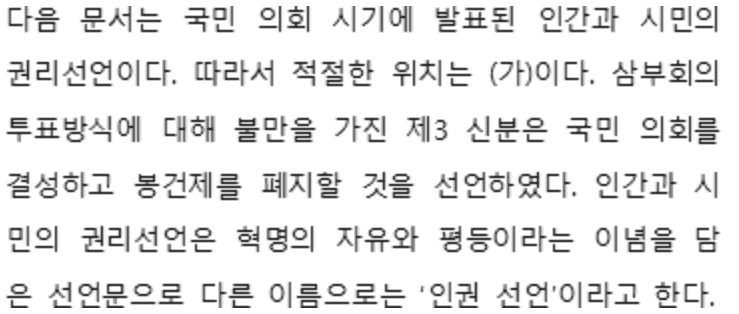 다음 문서는 국민 의회 시기에 발표된 인간과 시민의
권리선언이다. 따라서 적절한 위치는 (가)이다. 삼부회의
투표방식에 대해 불만을 가진 제3 신분은 국민 의회를
결성하고 봉건제를 폐지할 것을 선언하였다. 인간과 시
민의 권리선언은 혁명의 자유와 평등이라는 이념을 담
은 선언문으로 다른 이름으로는 '인권 선언'이라고 한다.